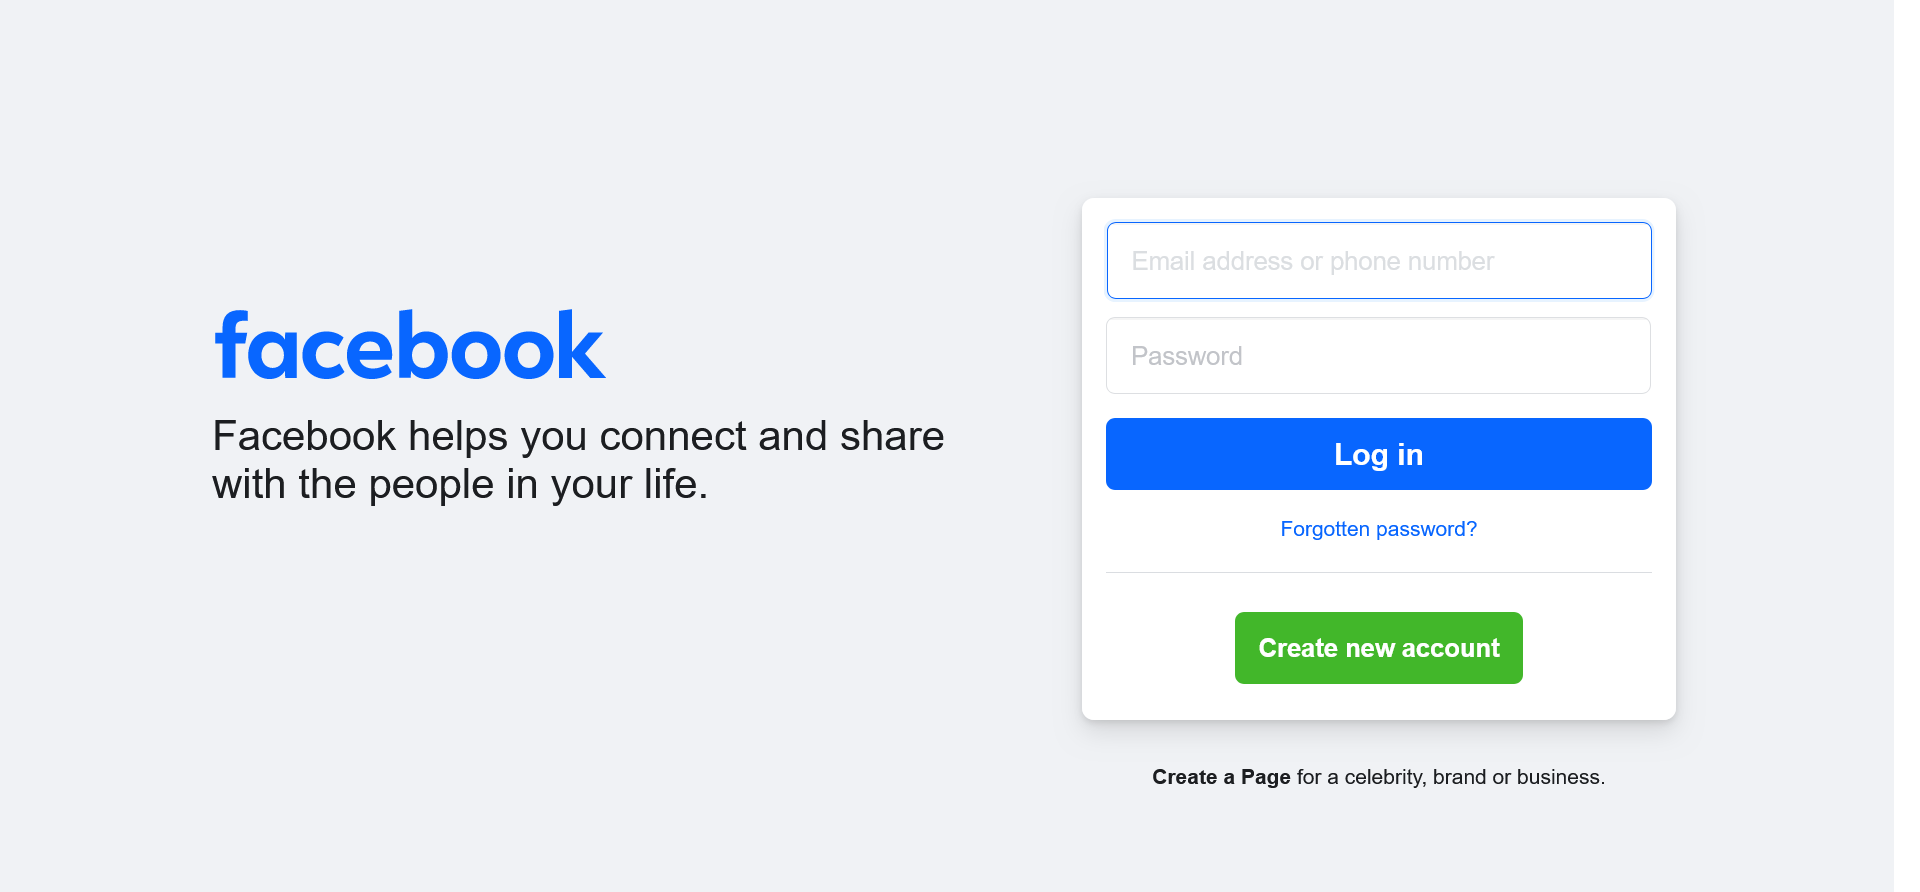 facebook
Facebook helps you connect and share
with the people in your life.
Email address or phone number
Password
Log in
Forgotten password?
Create new account
Create a Page for a celebrity, brand or business.